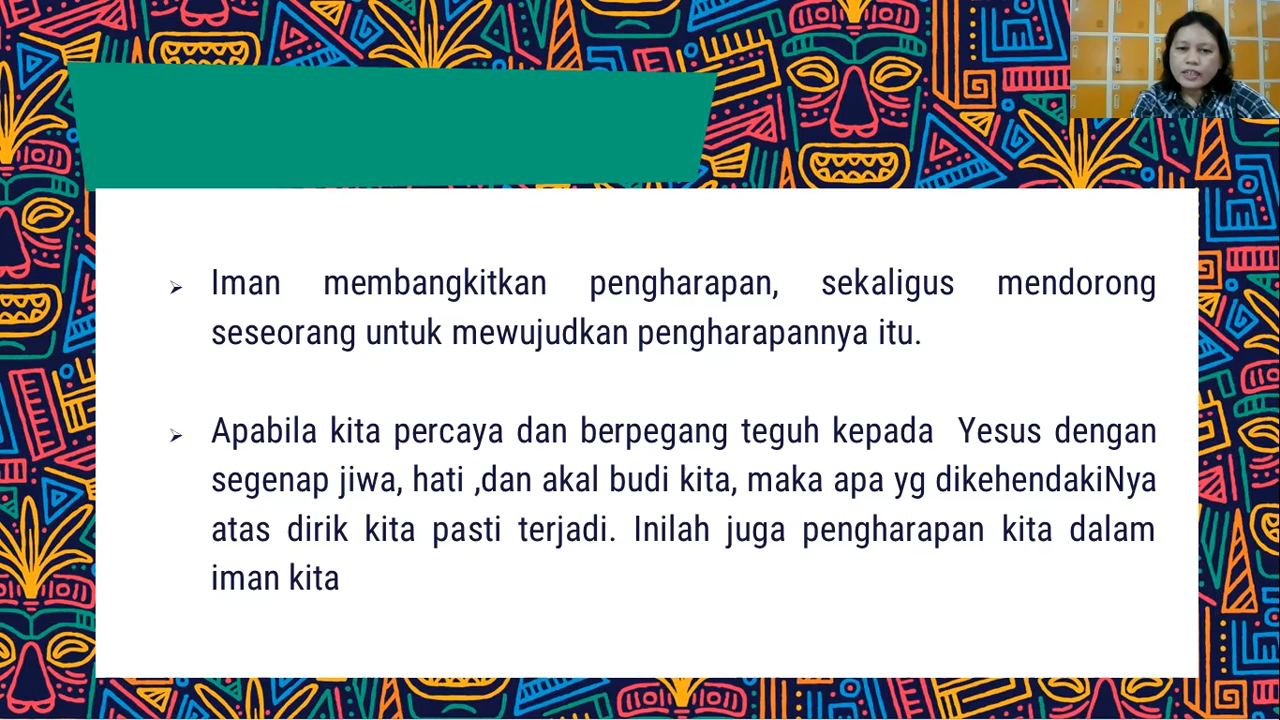 ➢ Iman membangkitkan pengharapan, sekaligus mendorong
seseorang untuk mewujudkan pengharapannya itu.
➢ Apabila kita percaya dan berpegang teguh kepada  Yesus dengan
segenap jiwa, hati ,dan akal budi kita, maka apa yg dikehendakiNya
atas dirik kita pasti terjadi. Inilah juga pengharapan kita dalam
iman kita